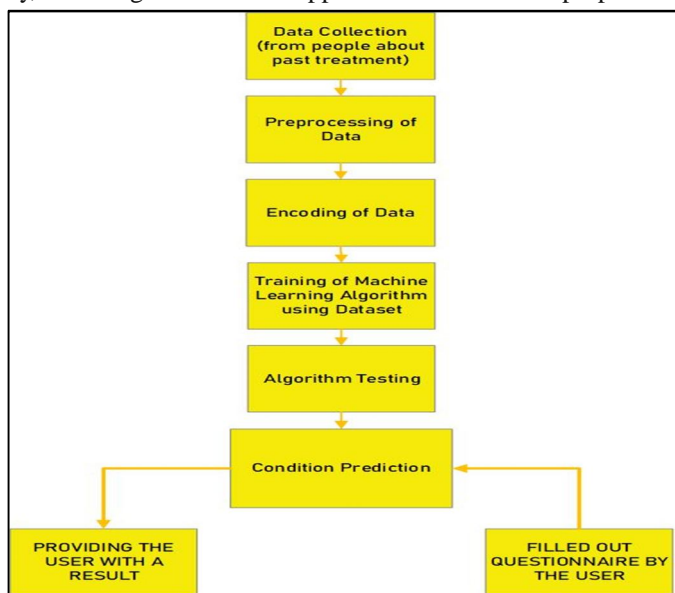 Data Collection
(from people about
past treatment)
Preprocessing of
Data
Encoding of Data
Training of Machine
Learning Algorithm
using Dataset
Algorithm Testing
Condition Prediction
PROVIDING THE
USER WITH A
RESULT
FILLED OUT
QUESTIONNAIRE BY
THE USER